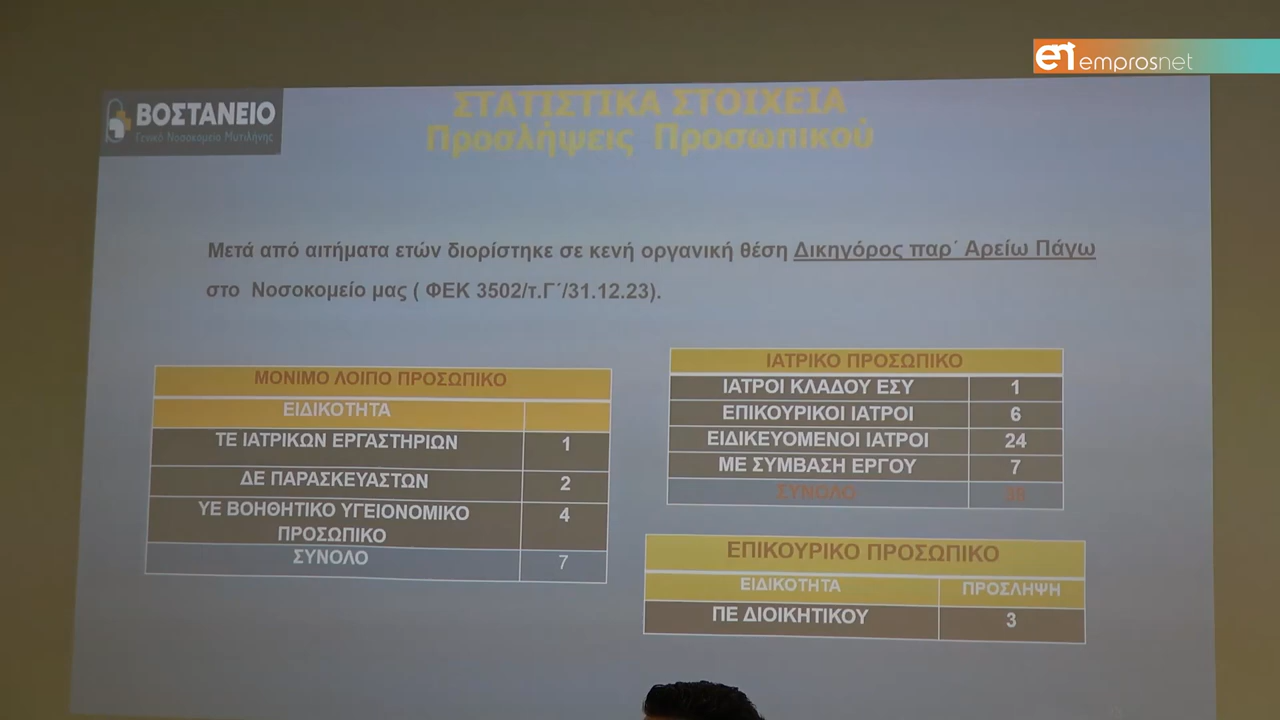 en emprosnet
ΒΟΣΤΑΝΕΙΟ
Γενικό Νοσοκομείο Μυτιλήνης
ΣΤΑΤΙΣΤΙΚΑ ΣΤΟΙΧΕΙΑ
Προσλήψεις Προσωπικού
Μετά από αιτήματα ετών διορίστηκε σε κενή οργανική θέση Δικηγόρος παρ΄ Αρείω Πάγω
στο Νοσοκομείο μας ( ΦΕΚ 3502/τ.Γ΄/31.12.23).
ΜΟΝΙΜΟ ΛΟΙΠΟ ΠΡΟΣΩΠΙΚΟ
ΕΙΔΙΚΟΤΗΤΑ
ΤΕ ΙΑΤΡΙΚΩΝ ΕΡΓΑΣΤΗΡΙΩΝ 1
ΔΕ ΠΑΡΑΣΚΕΥΑΣΤΩΝ 2
ΥΕ ΒΟΗΘΗΤΙΚΟ ΥΓΕΙΟΝΟΜΙΚΟ 4
ΠΡΟΣΩΠΙΚΟ
ΣΥΝΟΛΟ 7
ΙΑΤΡΙΚΟ ΠΡΟΣΩΠΙΚΟ
ΙΑΤΡΟΙ ΚΛΑΔΟΥ ΕΣΥ 1
ΕΠΙΚΟΥΡΙΚΟΙ ΙΑΤΡΟΙ 6
ΕΙΔΙΚΕΥΟΜΕΝΟΙ ΙΑΤΡΟΙ 24
ΜΕ ΣΥΜΒΑΣΗ ΕΡΓΟΥ 7
ΣΥΝΟΛΟ 38
ΕΠΙΚΟΥΡΙΚΟ ΠΡΟΣΩΠΙΚΟ
ΕΙΔΙΚΟΤΗΤΑ ΠΡΟΣΛΗΨΗ
ΠΕ ΔΙΟΙΚΗΤΙΚΟΥ 3